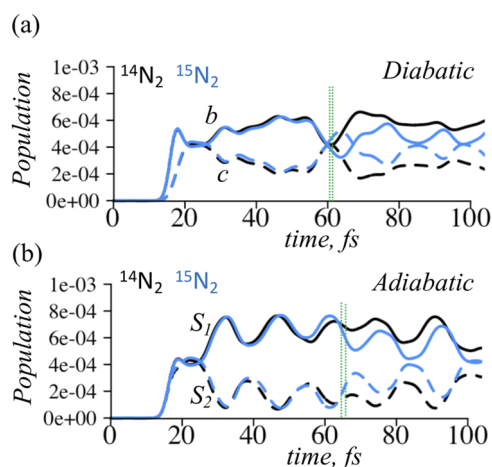 (a)
1e-03
¹⁴N₂ ¹⁵N₂ Diabatic
8e-04
6e-04
b
4e-04
2e-04
c
0e+00
Population
0 20 40 60 80 100
time, fs
(b)
1e-03
¹⁴N₂ ¹⁵N₂ Adiabatic
8e-04
S₁
6e-04
4e-04
2e-04
S₂
0e+00
Population
0 20 40 60 80 100
time, fs